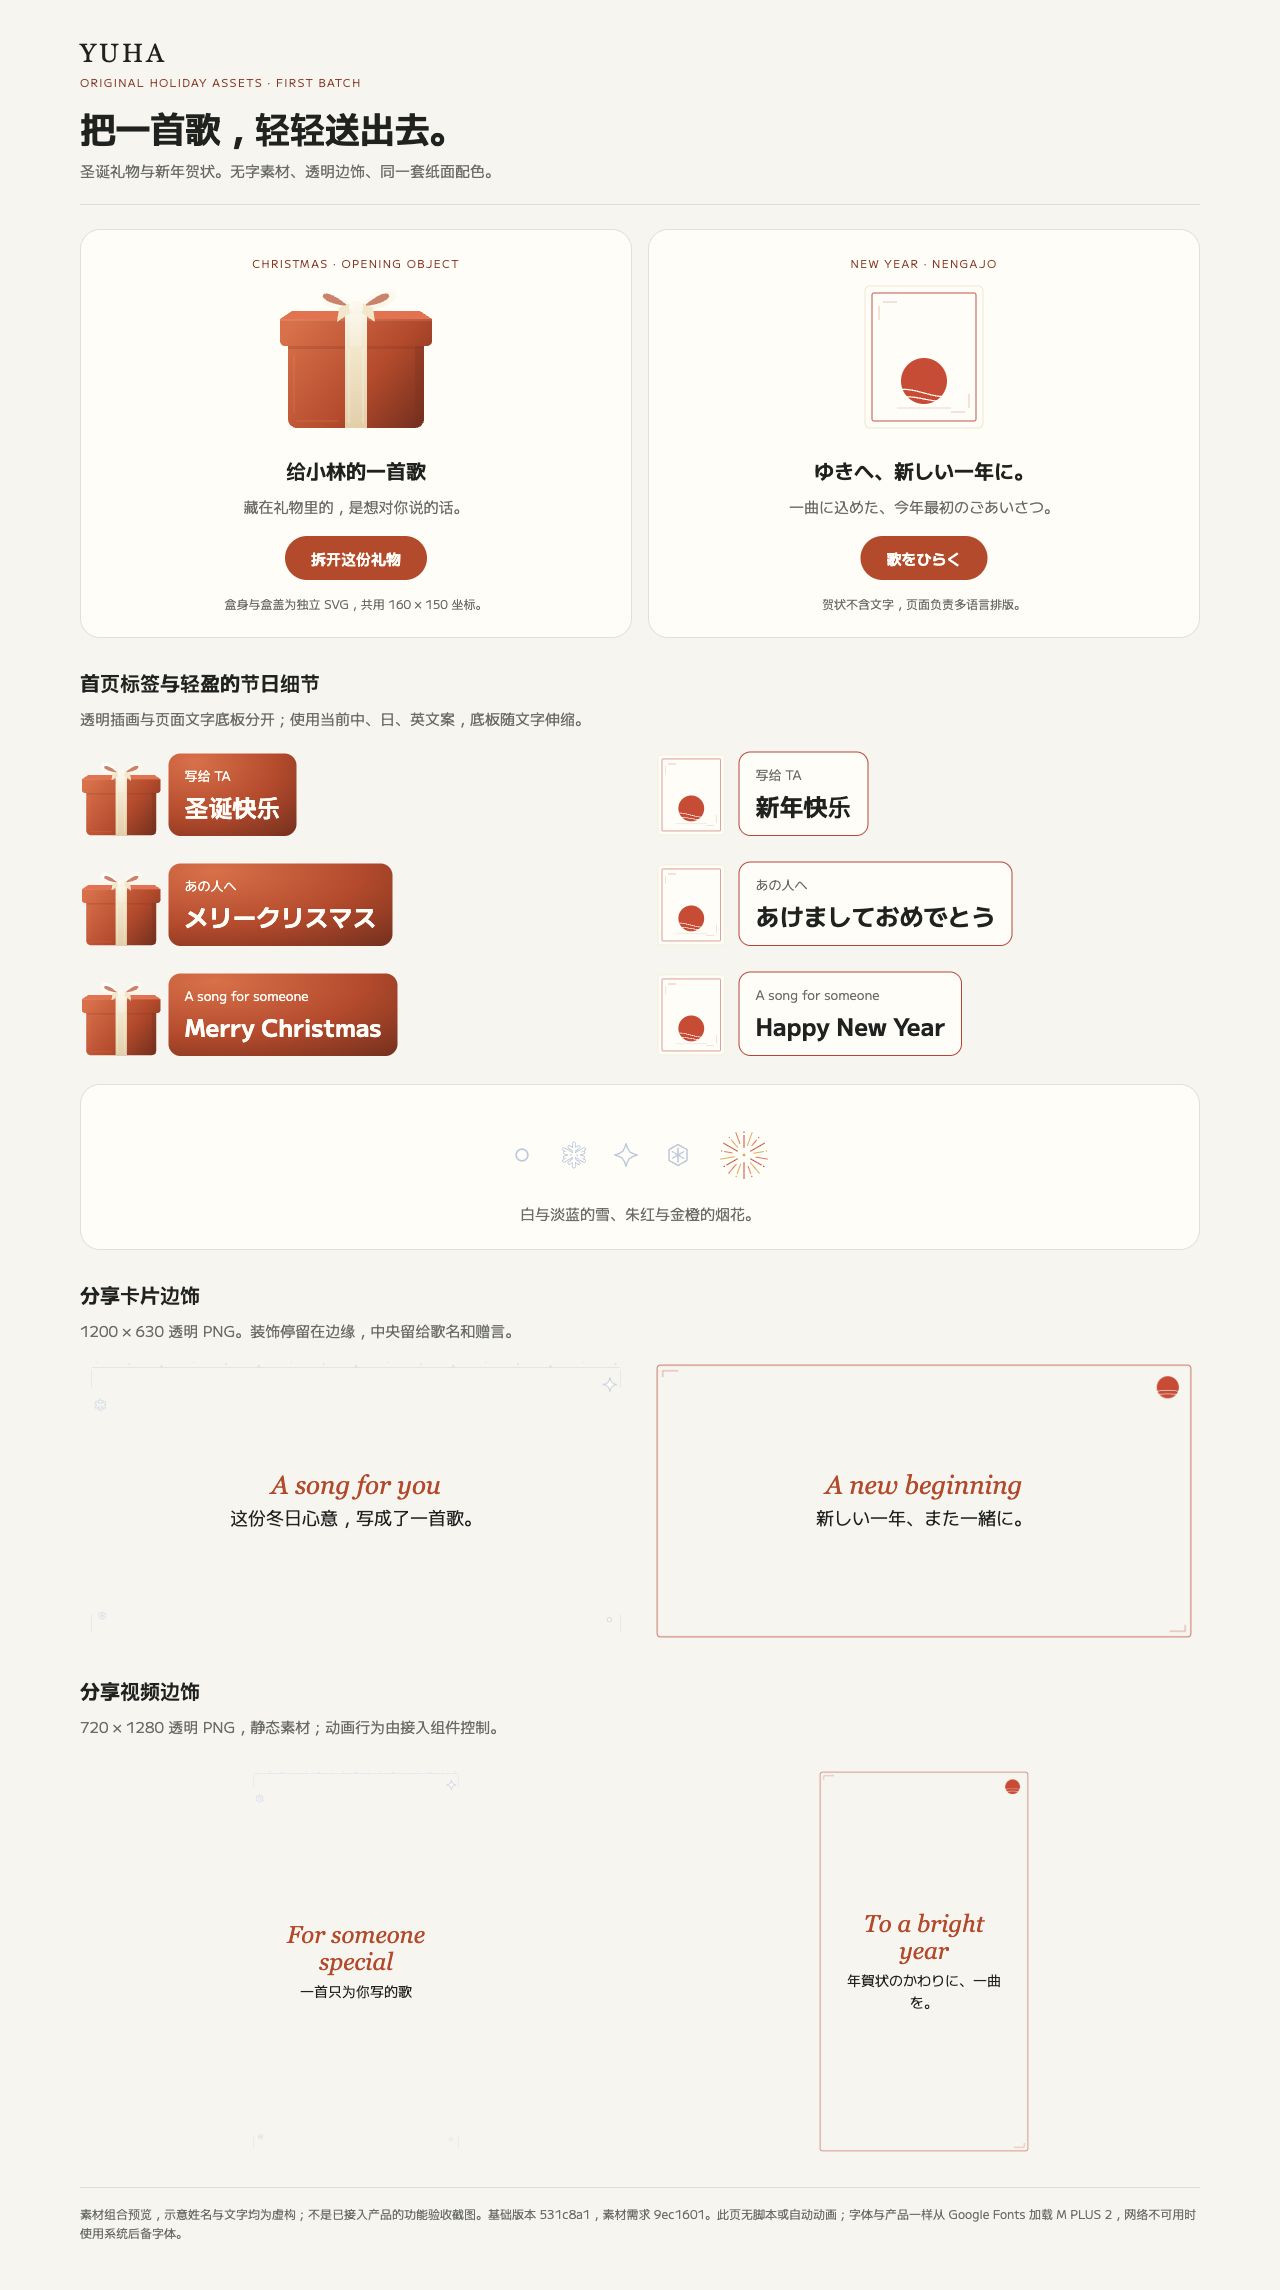 YUHA
ORIGINAL HOLIDAY ASSETS · FIRST BATCH
把一首歌，轻轻送出去。
圣诞礼物与新年贺状。无字素材、透明边饰、同一套纸面配色。
CHRISTMAS · OPENING OBJECT
给小林的一首歌
藏在礼物里的，是想对你说的话。
拆开这份礼物
盒身与盒盖为独立 SVG，共用 160 × 150 坐标。
NEW YEAR · NENGAJO
ゆきへ、新しい一年に。
一曲に込めた、今年最初のごあいさつ。
歌をひらく
贺状不含文字，页面负责多语言排版。
首页标签与轻盈的节日细节
透明插画与页面文字底板分开；使用当前中、日、英文案，底板随文字伸缩。
写给 TA
圣诞快乐
写给 TA
新年快乐
あの人へ
メリークリスマス
あの人へ
あけましておめでとう
A song for someone
Merry Christmas
A song for someone
Happy New Year
白与淡蓝的雪、朱红与金橙的烟花。
分享卡片边饰
1200 × 630 透明 PNG。装饰停留在边缘，中央留给歌名和赠言。
A song for you
这份冬日心意，写成了一首歌。
A new beginning
新しい一年、また一緒に。
分享视频边饰
720 × 1280 透明 PNG，静态素材；动画行为由接入组件控制。
For someone
special
一首只为你写的歌
To a bright
year
年賀状のかわりに、一曲
を。
素材组合预览，示意姓名与文字均为虚构；不是已接入产品的功能验收截图。基础版本 531c8a1，素材需求 9ec1601。此页无脚本或自动动画；字体与产品一样从 Google Fonts 加载 M PLUS 2，网络不可用时
使用系统后备字体。